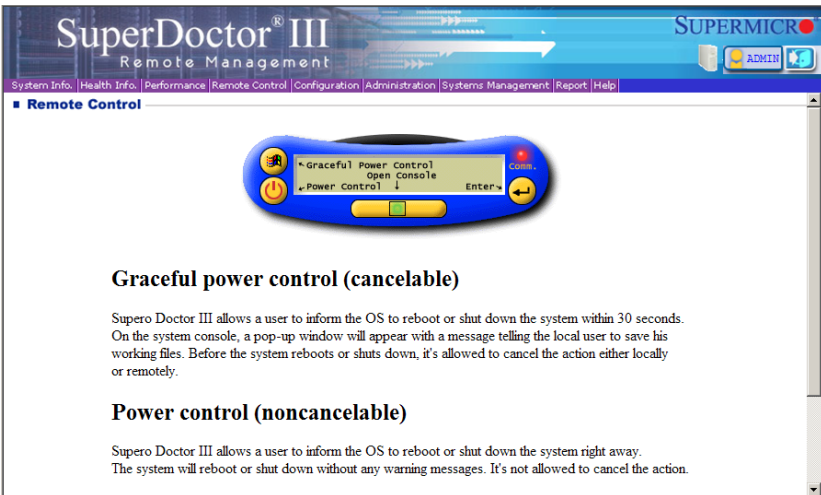 SuperDoctor® III
Remote Management
SUPERMICRO
ADMIN
System Info. Health Info. Performance Remote Control Configuration Administration Systems Management Report Help
Remote Control
Graceful Power Control
Open Console
Power Control
Enter
Comm.
Graceful power control (cancelable)
Supero Doctor III allows a user to inform the OS to reboot or shut down the system within 30 seconds.
On the system console, a pop-up window will appear with a message telling the local user to save his
working files. Before the system reboots or shuts down, it's allowed to cancel the action either locally
or remotely.
Power control (noncancelable)
Supero Doctor III allows a user to inform the OS to reboot or shut down the system right away.
The system will reboot or shut down without any warning messages. It's not allowed to cancel the action.